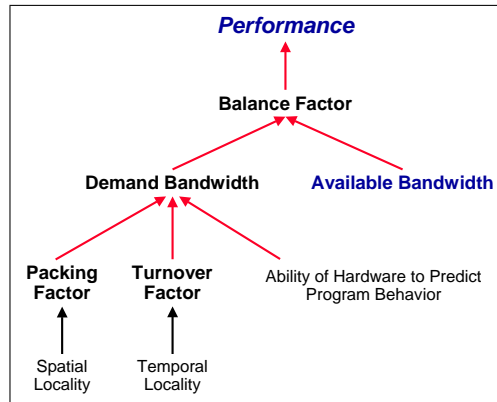 Performance
Balance Factor
Demand Bandwidth
Available Bandwidth
Packing
Factor
Turnover
Factor
Ability of Hardware to Predict
Program Behavior
Spatial
Locality
Temporal
Locality